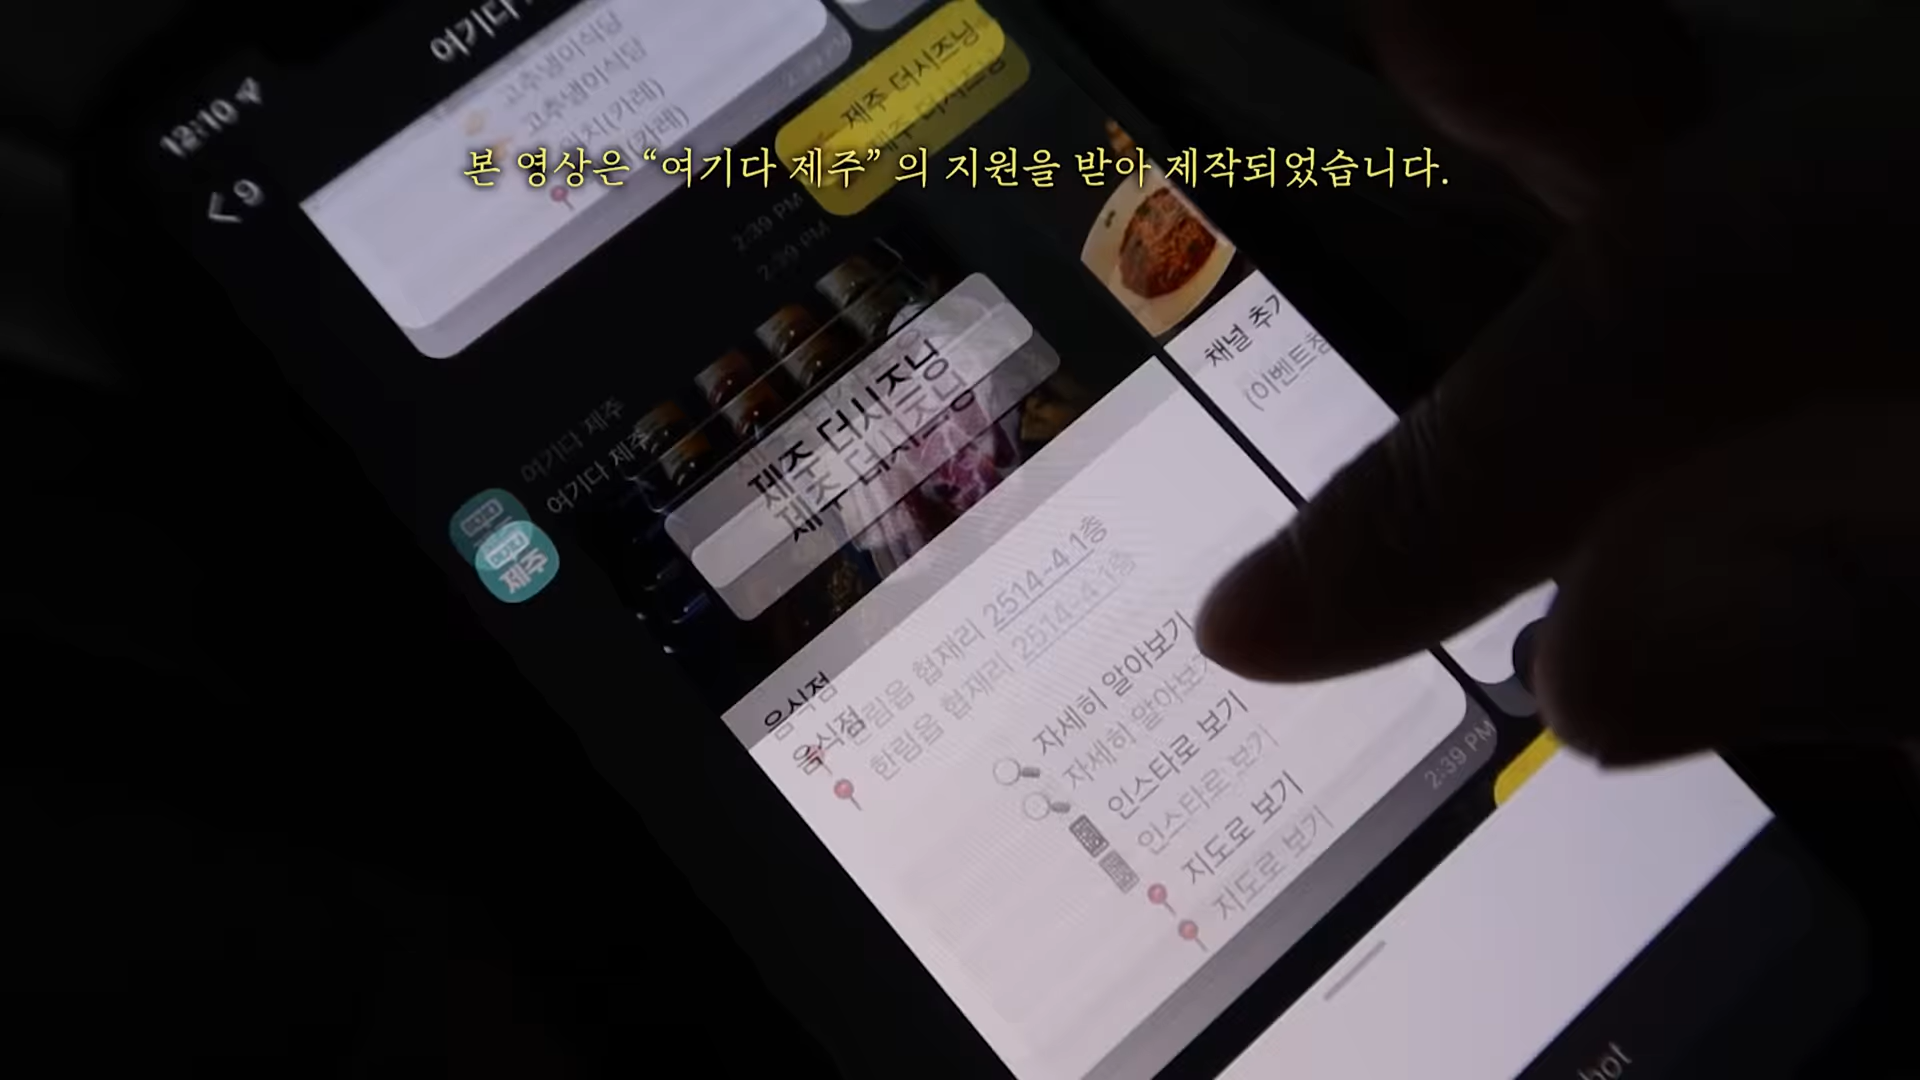 12:10
여기다
< 9
고추냉이식당
고추냉이식당
(카레)
(카레)
제주 더시즈닝
본 영상은 “여기다 제주” 의 지원을 받아 제작되었습니다.
2:39 PM
2:39 PM
여기다 제주
여기다 제주
제주
제주 더시즈닝
제주 더시즈닝
채널 추가
(이벤트
음식점
음식점
한림읍 협재리 2514-4 1층
한림읍 협재리 2514-4 1층
자세히 알아보기
자세히 알아보기
인스타로 보기
인스타로 보기
지도로 보기
지도로 보기
2:39 PM